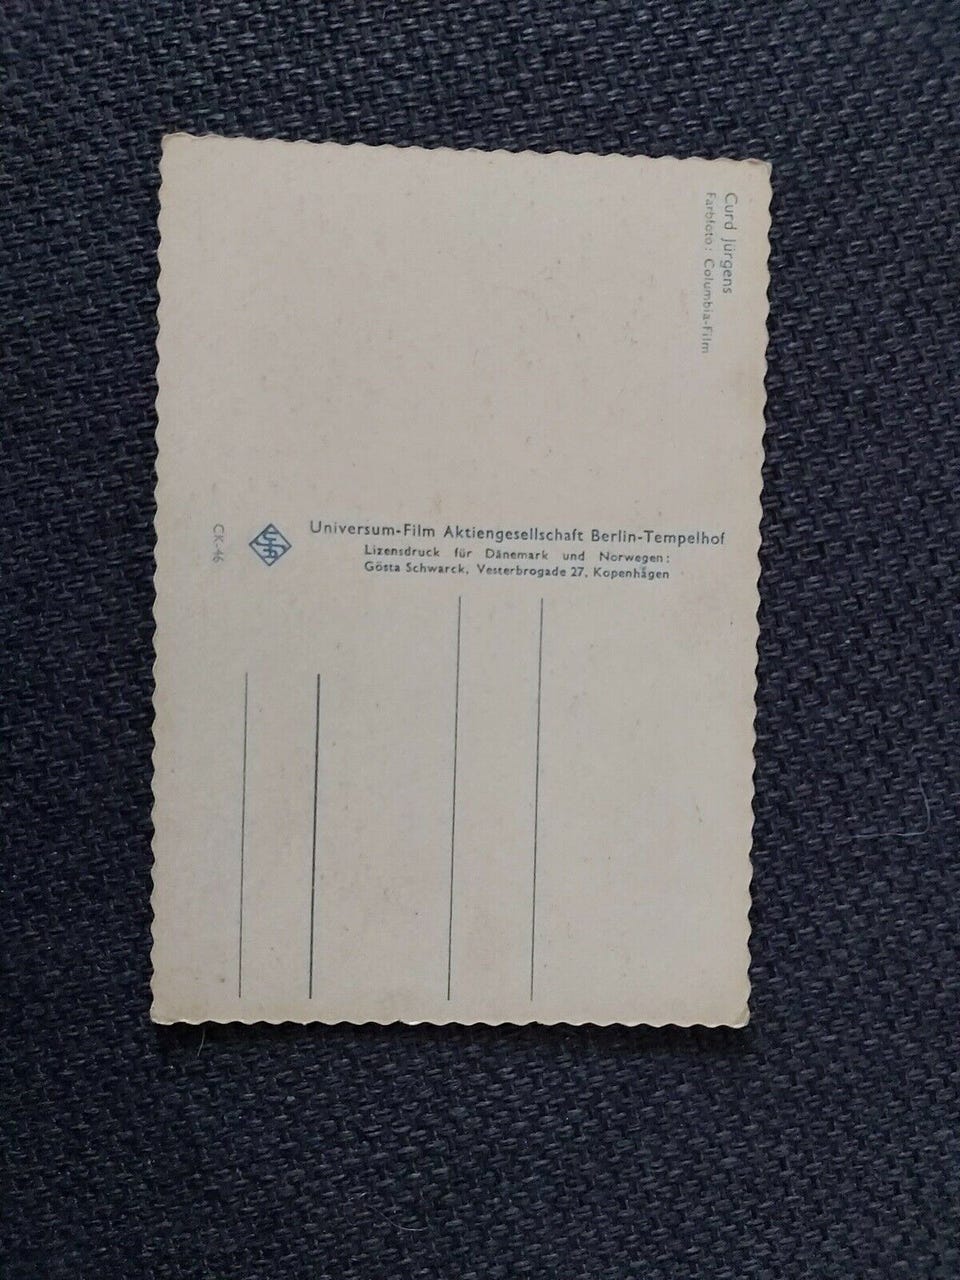 Curd Jürgens
Farbfoto: Columbia-Film
Universum-Film Aktiengesellschaft Berlin-Tempelhof
Lizensdruck für Dänemark und Norwegen:
Gösta Schwarck, Vesterbrogade 27, Kopenhagen
Ufa
CK-46